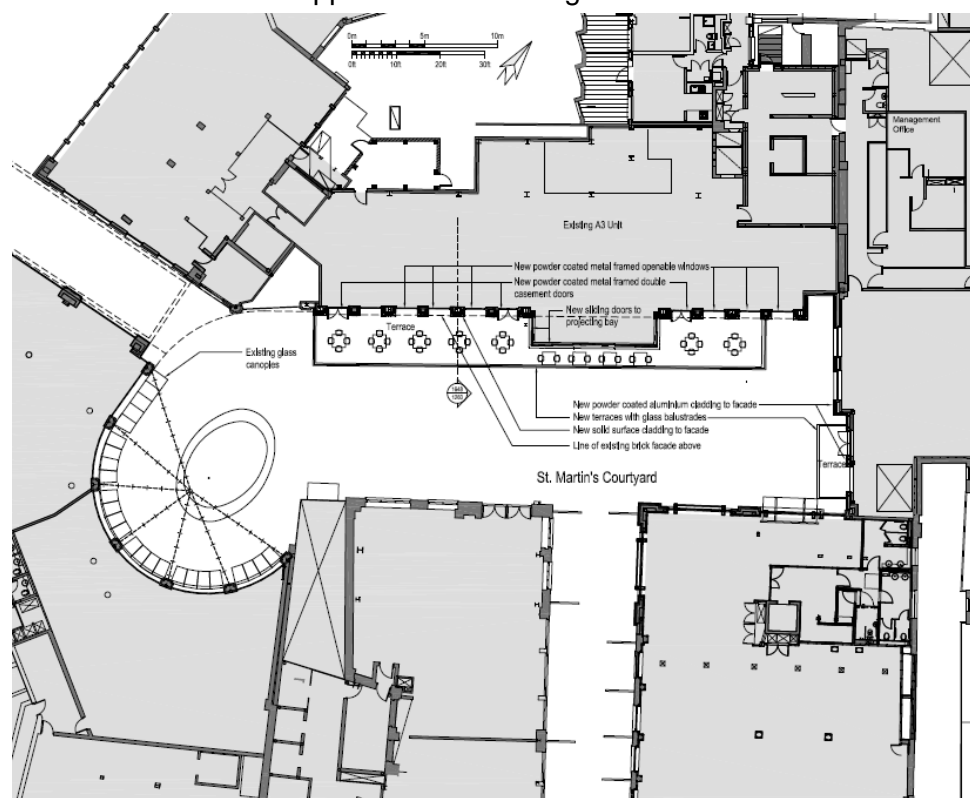 0m 5m 10m
0ft 10ft 20ft 30ft
Management
Office
Existing A3 Unit
New powder coated metal framed openable windows
New powder coated metal framed double
casement doors
New sliding doors to
projecting bay
Terrace
Existing glass
canopies
New powder coated aluminium cladding to facade
New terraces with glass balustrades
New solid surface cladding to facade
Line of existing brick facade above
Terrace
St. Martin's Courtyard